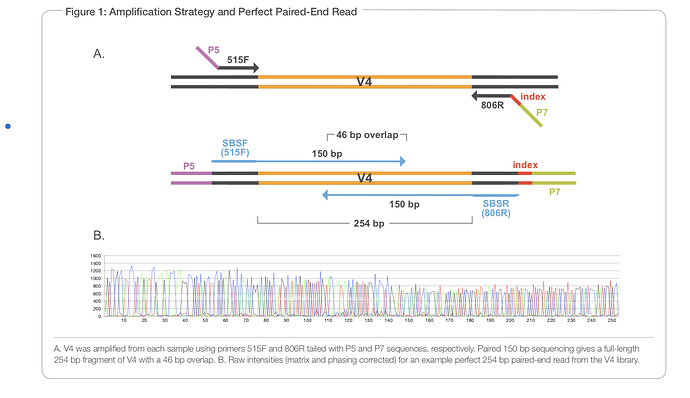 Figure 1: Amplification Strategy and Perfect Paired-End Read
A.
P5
515F
V4
806R
index
P7
46 bp overlap
SBSF
(515F)
150 bp
P5
V4
index
P7
150 bp
SBSR
(806R)
254 bp
B.
1600
1400
1200
1000
800
600
400
200
0
10 20 30 40 50 60 70 80 90 100 110 120 130 140 150 160 170 180 190 200 210 220 230 240 250
A. V4 was amplified from each sample using primers 515F and 806R tailed with P5 and P7 sequences, respectively. Paired 150 bp sequencing gives a full-length
254 bp fragment of V4 with a 46 bp overlap. B. Raw intensities (matrix and phasing corrected) for an example perfect 254 bp paired-end read from the V4 library.